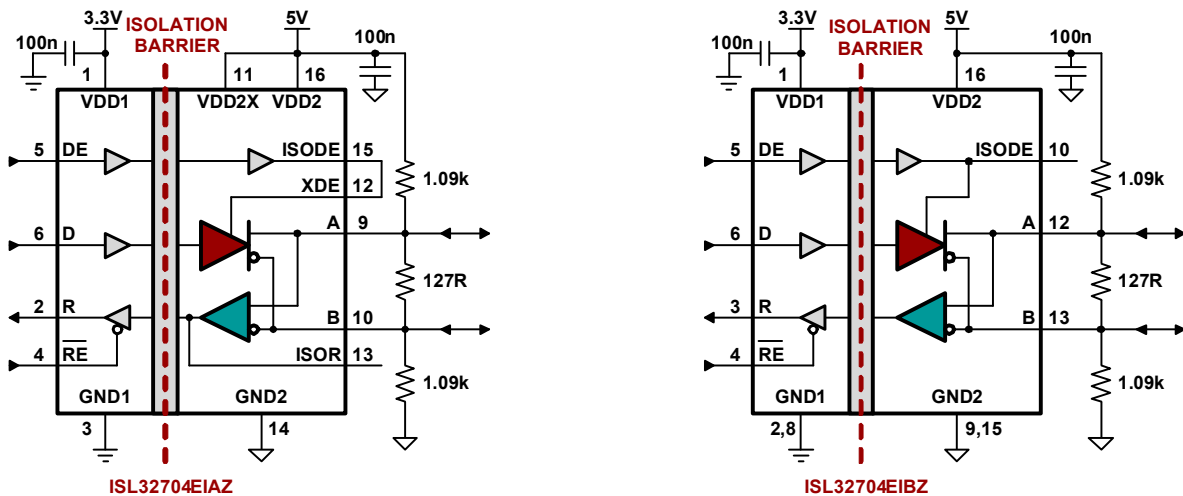 3.3V
ISOLATION
BARRIER
5V
100n
100n
1
11
16
VDD1
VDD2X
VDD2
5
DE
ISODE
15
XDE
12
1.09k
6
D
A
9
127R
2
R
B
10
4
RE
ISOR
13
1.09k
GND1
GND2
3
14
ISL32704EIAZ
3.3V
ISOLATION
BARRIER
5V
100n
100n
1
16
VDD1
VDD2
5
DE
ISODE
10
1.09k
6
D
A
12
127R
3
R
B
13
4
RE
1.09k
GND1
GND2
2,8
9,15
ISL32704EIBZ